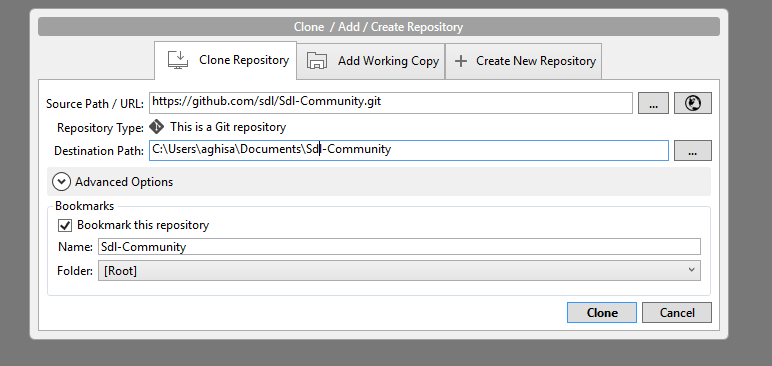 Clone / Add / Create Repository
Clone Repository Add Working Copy Create New Repository
Source Path / URL: https://github.com/sdl/Sdl-Community.git ...
Repository Type: This is a Git repository
Destination Path: C:\Users\aghisa\Documents\Sdl-Community ...
Advanced Options
Bookmarks
Bookmark this repository
Name: Sdl-Community
Folder: [Root]
Clone Cancel